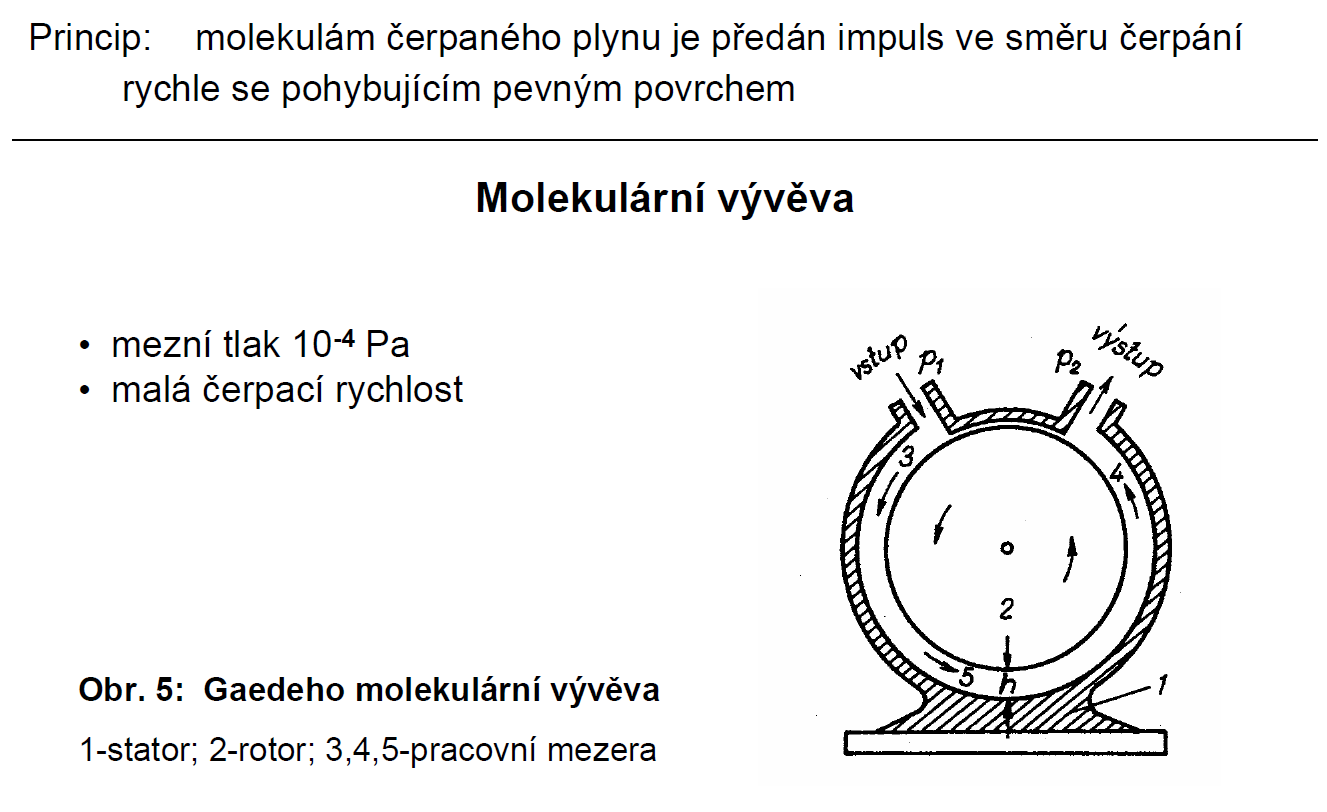 Princip: molekulám čerpaného plynu je předán impuls ve směru čerpání
rychle se pohybujícím pevným povrchem
Molekulární vývěva
• mezní tlak 10⁻⁴ Pa
• malá čerpací rychlost
vstup p₁ p₂ výstup
3
4
2
5 h
1
Obr. 5: Gaedeho molekulární vývěva
1-stator; 2-rotor; 3,4,5-pracovní mezera